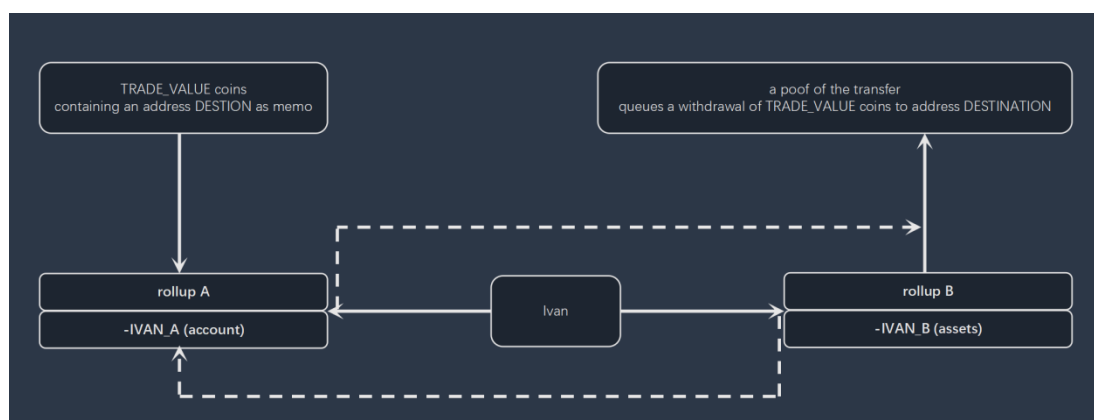 TRADE_VALUE coins
containing an address DESTION as memo
a poof of the transfer
queues a withdrawal of TRADE_VALUE coins to address DESTINATION
rollup A
-IVAN_A (account)
Ivan
rollup B
-IVAN_B (assets)